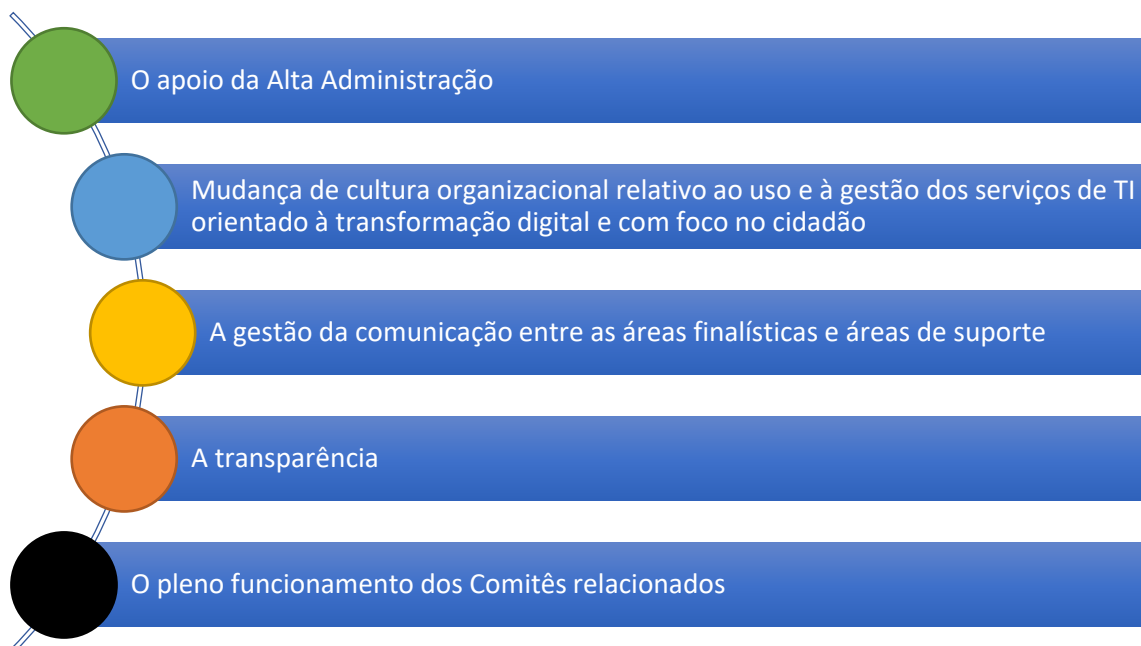 O apoio da Alta Administração
Mudança de cultura organizacional relativo ao uso e à gestão dos serviços de TI
orientado à transformação digital e com foco no cidadão
A gestão da comunicação entre as áreas finalísticas e áreas de suporte
A transparência
O pleno funcionamento dos Comitês relacionados